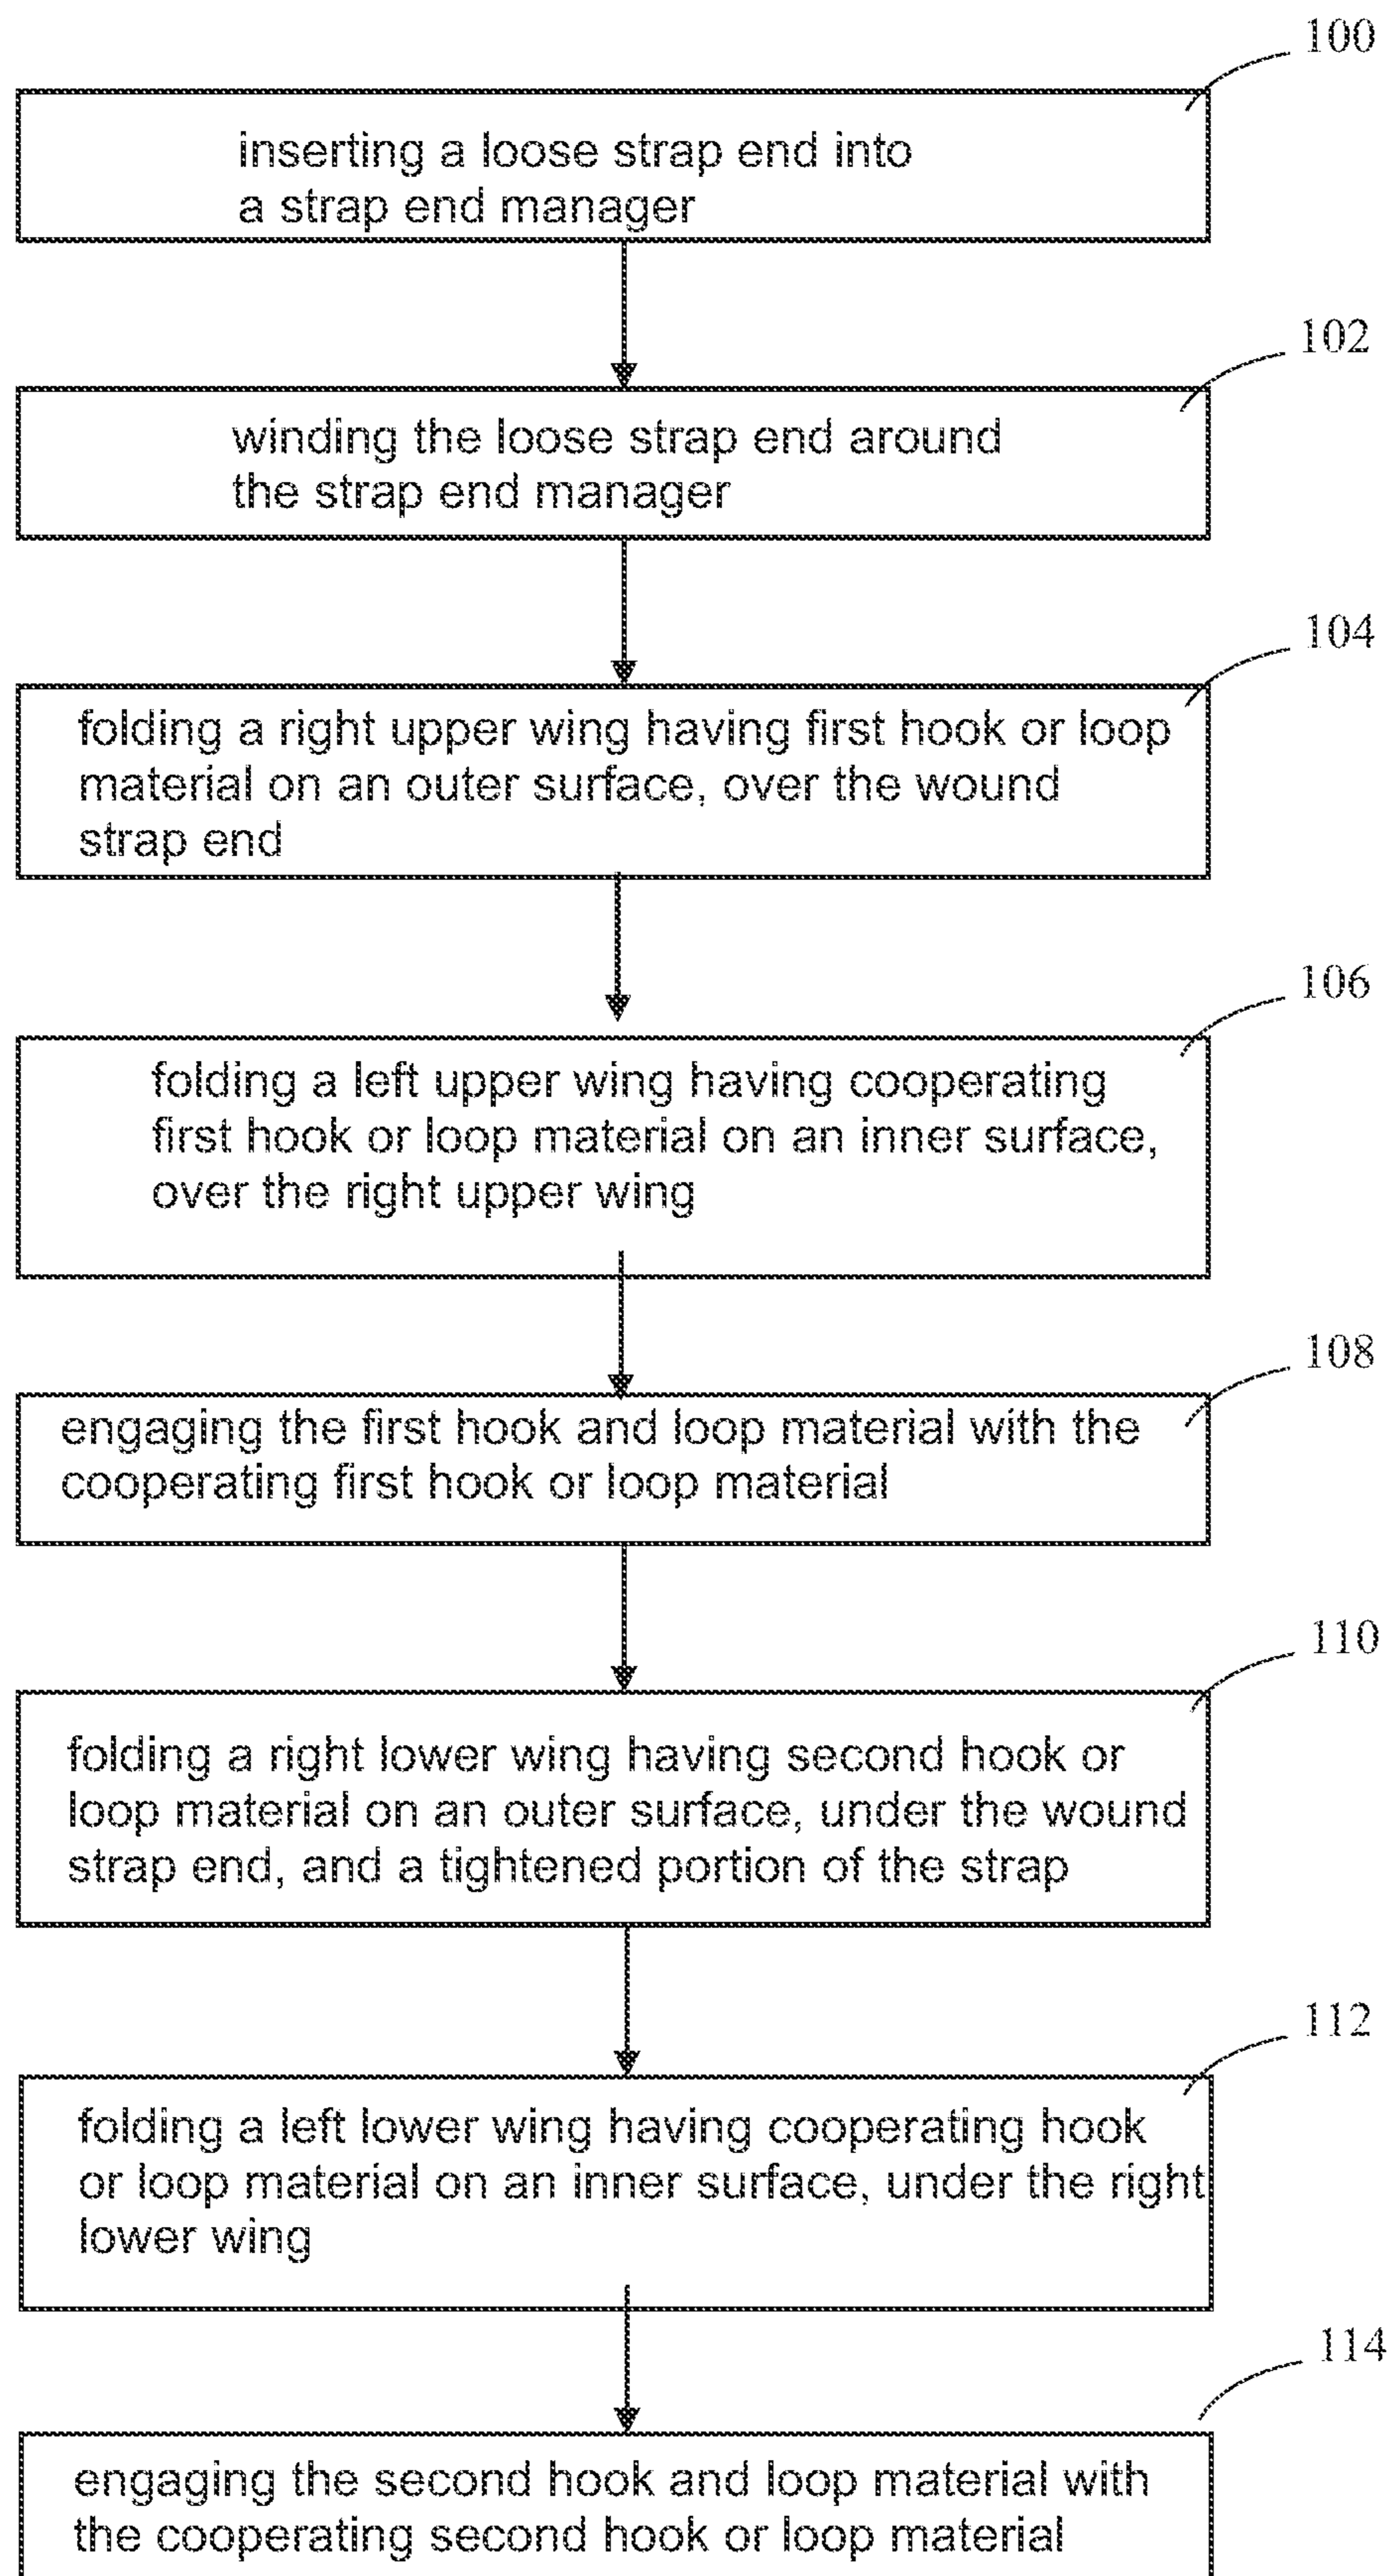 100
inserting a loose strap end into
a strap end manager
102
winding the loose strap end around
the strap end manager
104
folding a right upper wing having first hook or loop
material on an outer surface, over the wound
strap end
106
folding a left upper wing having cooperating
first hook or loop material on an inner surface,
over the right upper wing
108
engaging the first hook and loop material with the
cooperating first hook or loop material
110
folding a right lower wing having second hook or
loop material on an outer surface, under the wound
strap end, and a tightened portion of the strap
112
folding a left lower wing having cooperating hook
or loop material on an inner surface, under the right
lower wing
114
engaging the second hook and loop material with
the cooperating second hook or loop material